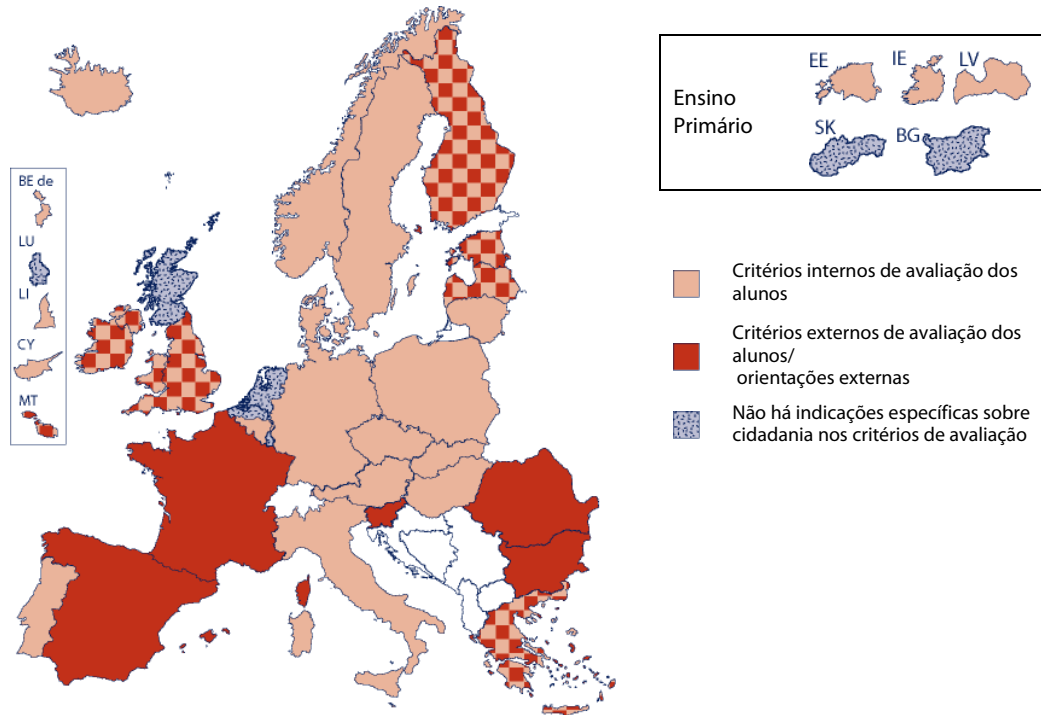 BE de
LU
LI
CY
MT
Ensino
Primário
EE
IE
LV
SK
BG
Critérios internos de avaliação dos
alunos
Critérios externos de avaliação dos
alunos/
orientações externas
Não há indicações específicas sobre
cidadania nos critérios de avaliação